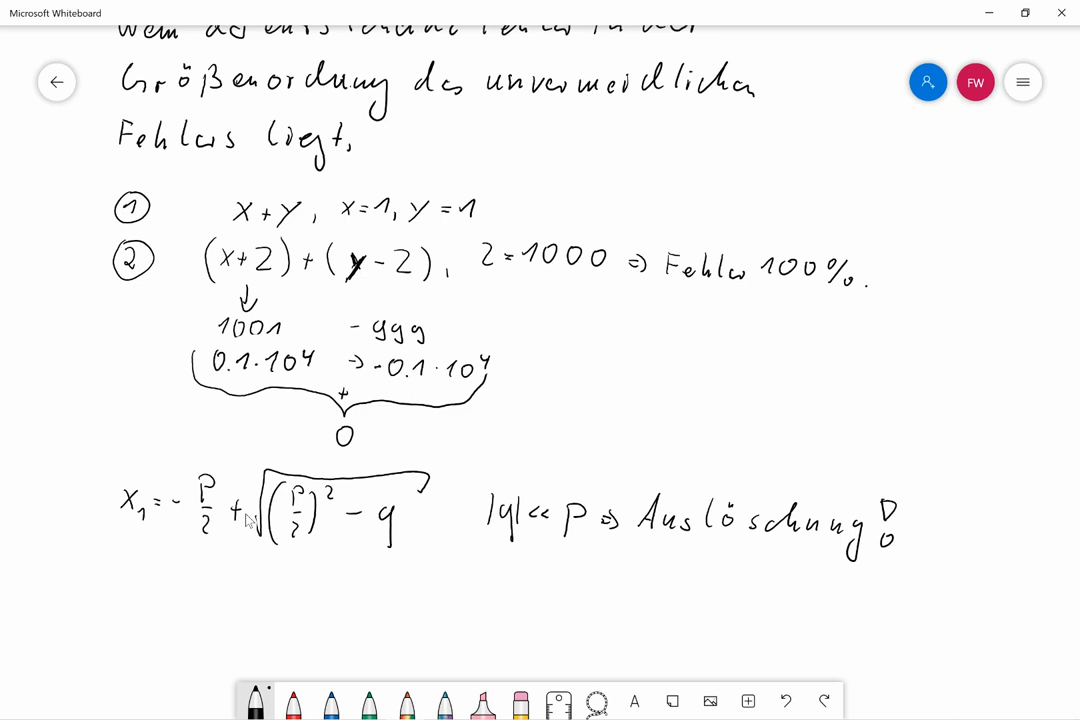 Microsoft Whiteboard
FW
Größenordnung des unvermeidlichen
Fehlers liegt.
① x+y, x=1, y=1
② (x+z)+(y-z), z=1000 ⇒ Fehler 100%.
↓
1001 -999
0.1·10⁴ → -0.1·10⁴
+
0
x₁ = - p/2 + √((p/2)² - q) |q| << p ⇒ Auslöschung!
A